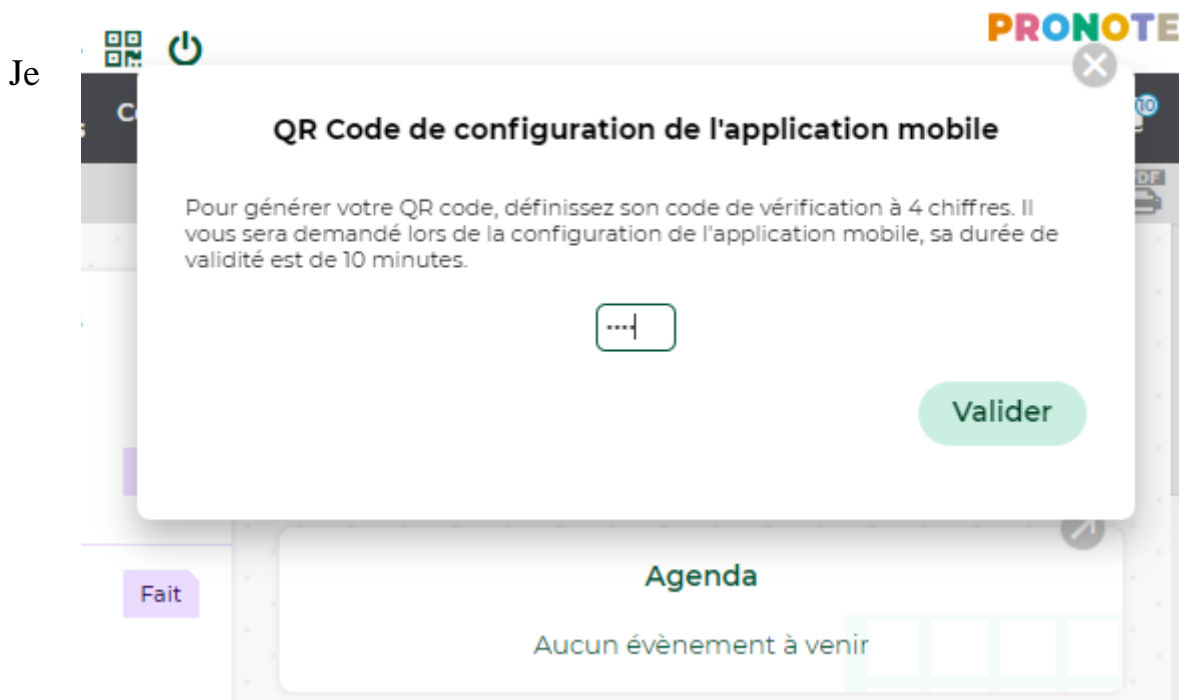 PRONOTE
Je
C
10
QR Code de configuration de l'application mobile
PDF
Pour générer votre QR code, définissez son code de vérification à 4 chiffres. Il
vous sera demandé lors de la configuration de l'application mobile, sa durée de
validité est de 10 minutes.
Valider
Agenda
Fait
Aucun évènement à venir